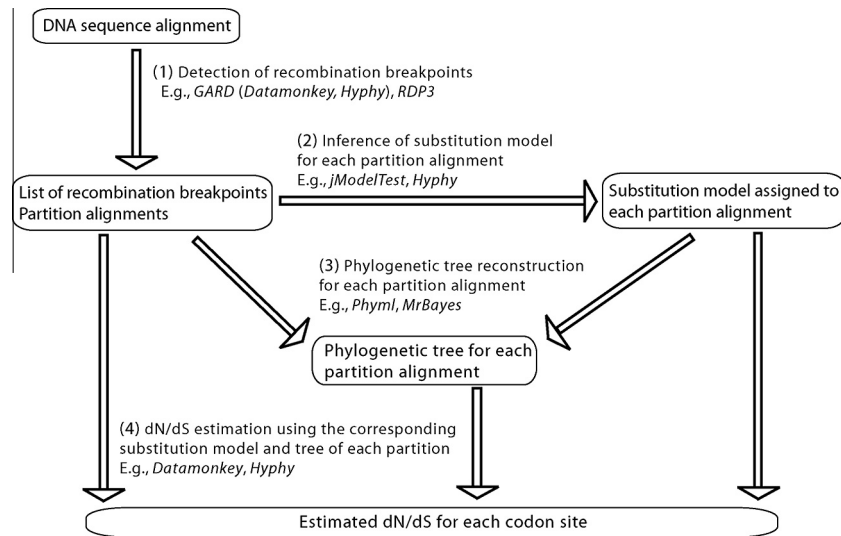 DNA sequence alignment
(1) Detection of recombination breakpoints
E.g., GARD (Datamonkey, Hyphy), RDP3
(2) Inference of substitution model
for each partition alignment
E.g., jModelTest, Hyphy
List of recombination breakpoints
Partition alignments
Substitution model assigned to
each partition alignment
(3) Phylogenetic tree reconstruction
for each partition alignment
E.g., Phyml, MrBayes
Phylogenetic tree for each
partition alignment
(4) dN/dS estimation using the corresponding
substitution model and tree of each partition
E.g., Datamonkey, Hyphy
Estimated dN/dS for each codon site